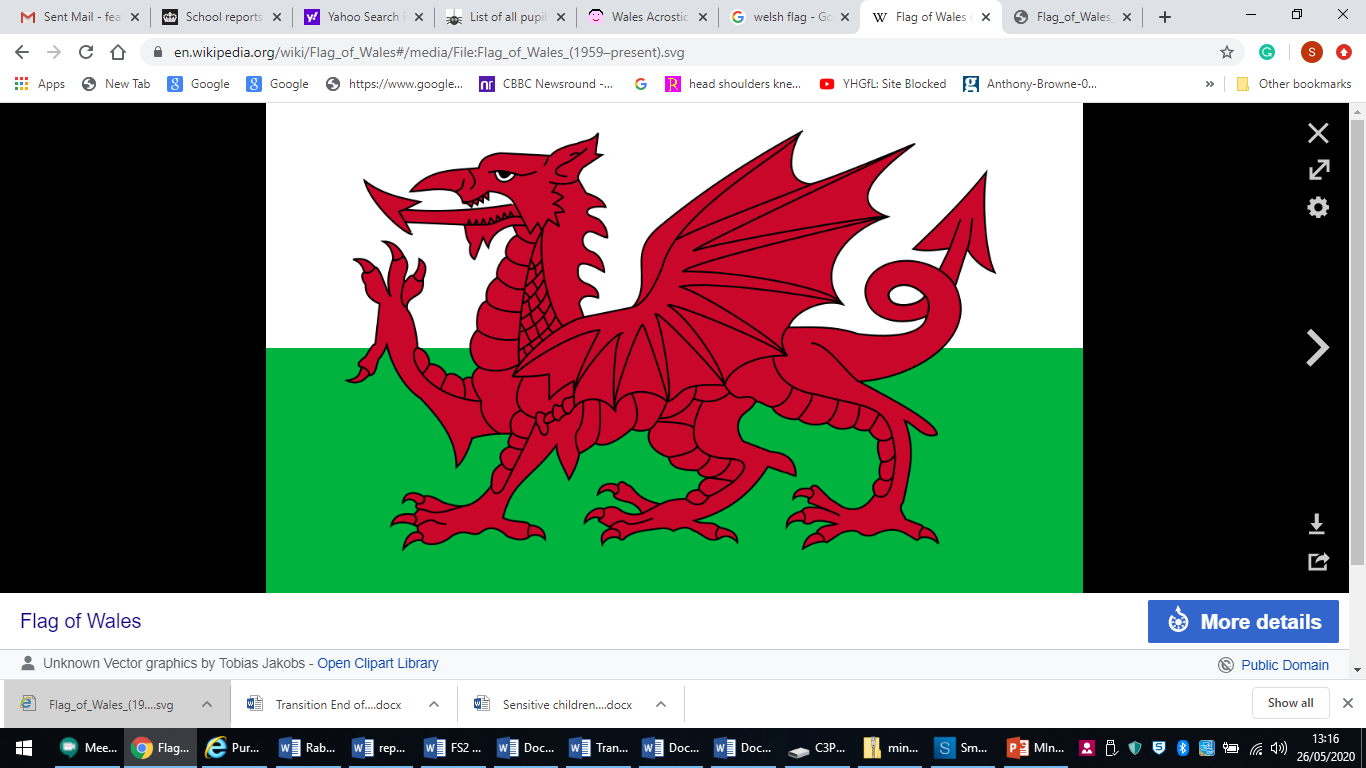 Sent Mail - fea
School reports
Yahoo Search
List of all pupil
Wales Acrostic
welsh flag - Go
Flag of Wales
Flag_of_Wales_
en.wikipedia.org/wiki/Flag_of_Wales#/media/File:Flag_of_Wales_(1959–present).svg
S
Apps
New Tab
Google
Google
https://www.google...
CBBC Newsround -...
head shoulders kne...
YHGfL: Site Blocked
Anthony-Browne-0...
»
Other bookmarks
Flag of Wales
More details
Unknown Vector graphics by Tobias Jakobs - Open Clipart Library
Public Domain
Flag_of_Wales_(19....svg
Transition End of....docx
Sensitive children....docx
Show all
Mee...
Flag...
Pur...
Rab...
rep...
FS2 ...
Doc...
Tran...
Doc...
Doc...
C3P...
min...
Sm...
MIn...
13:16
26/05/2020